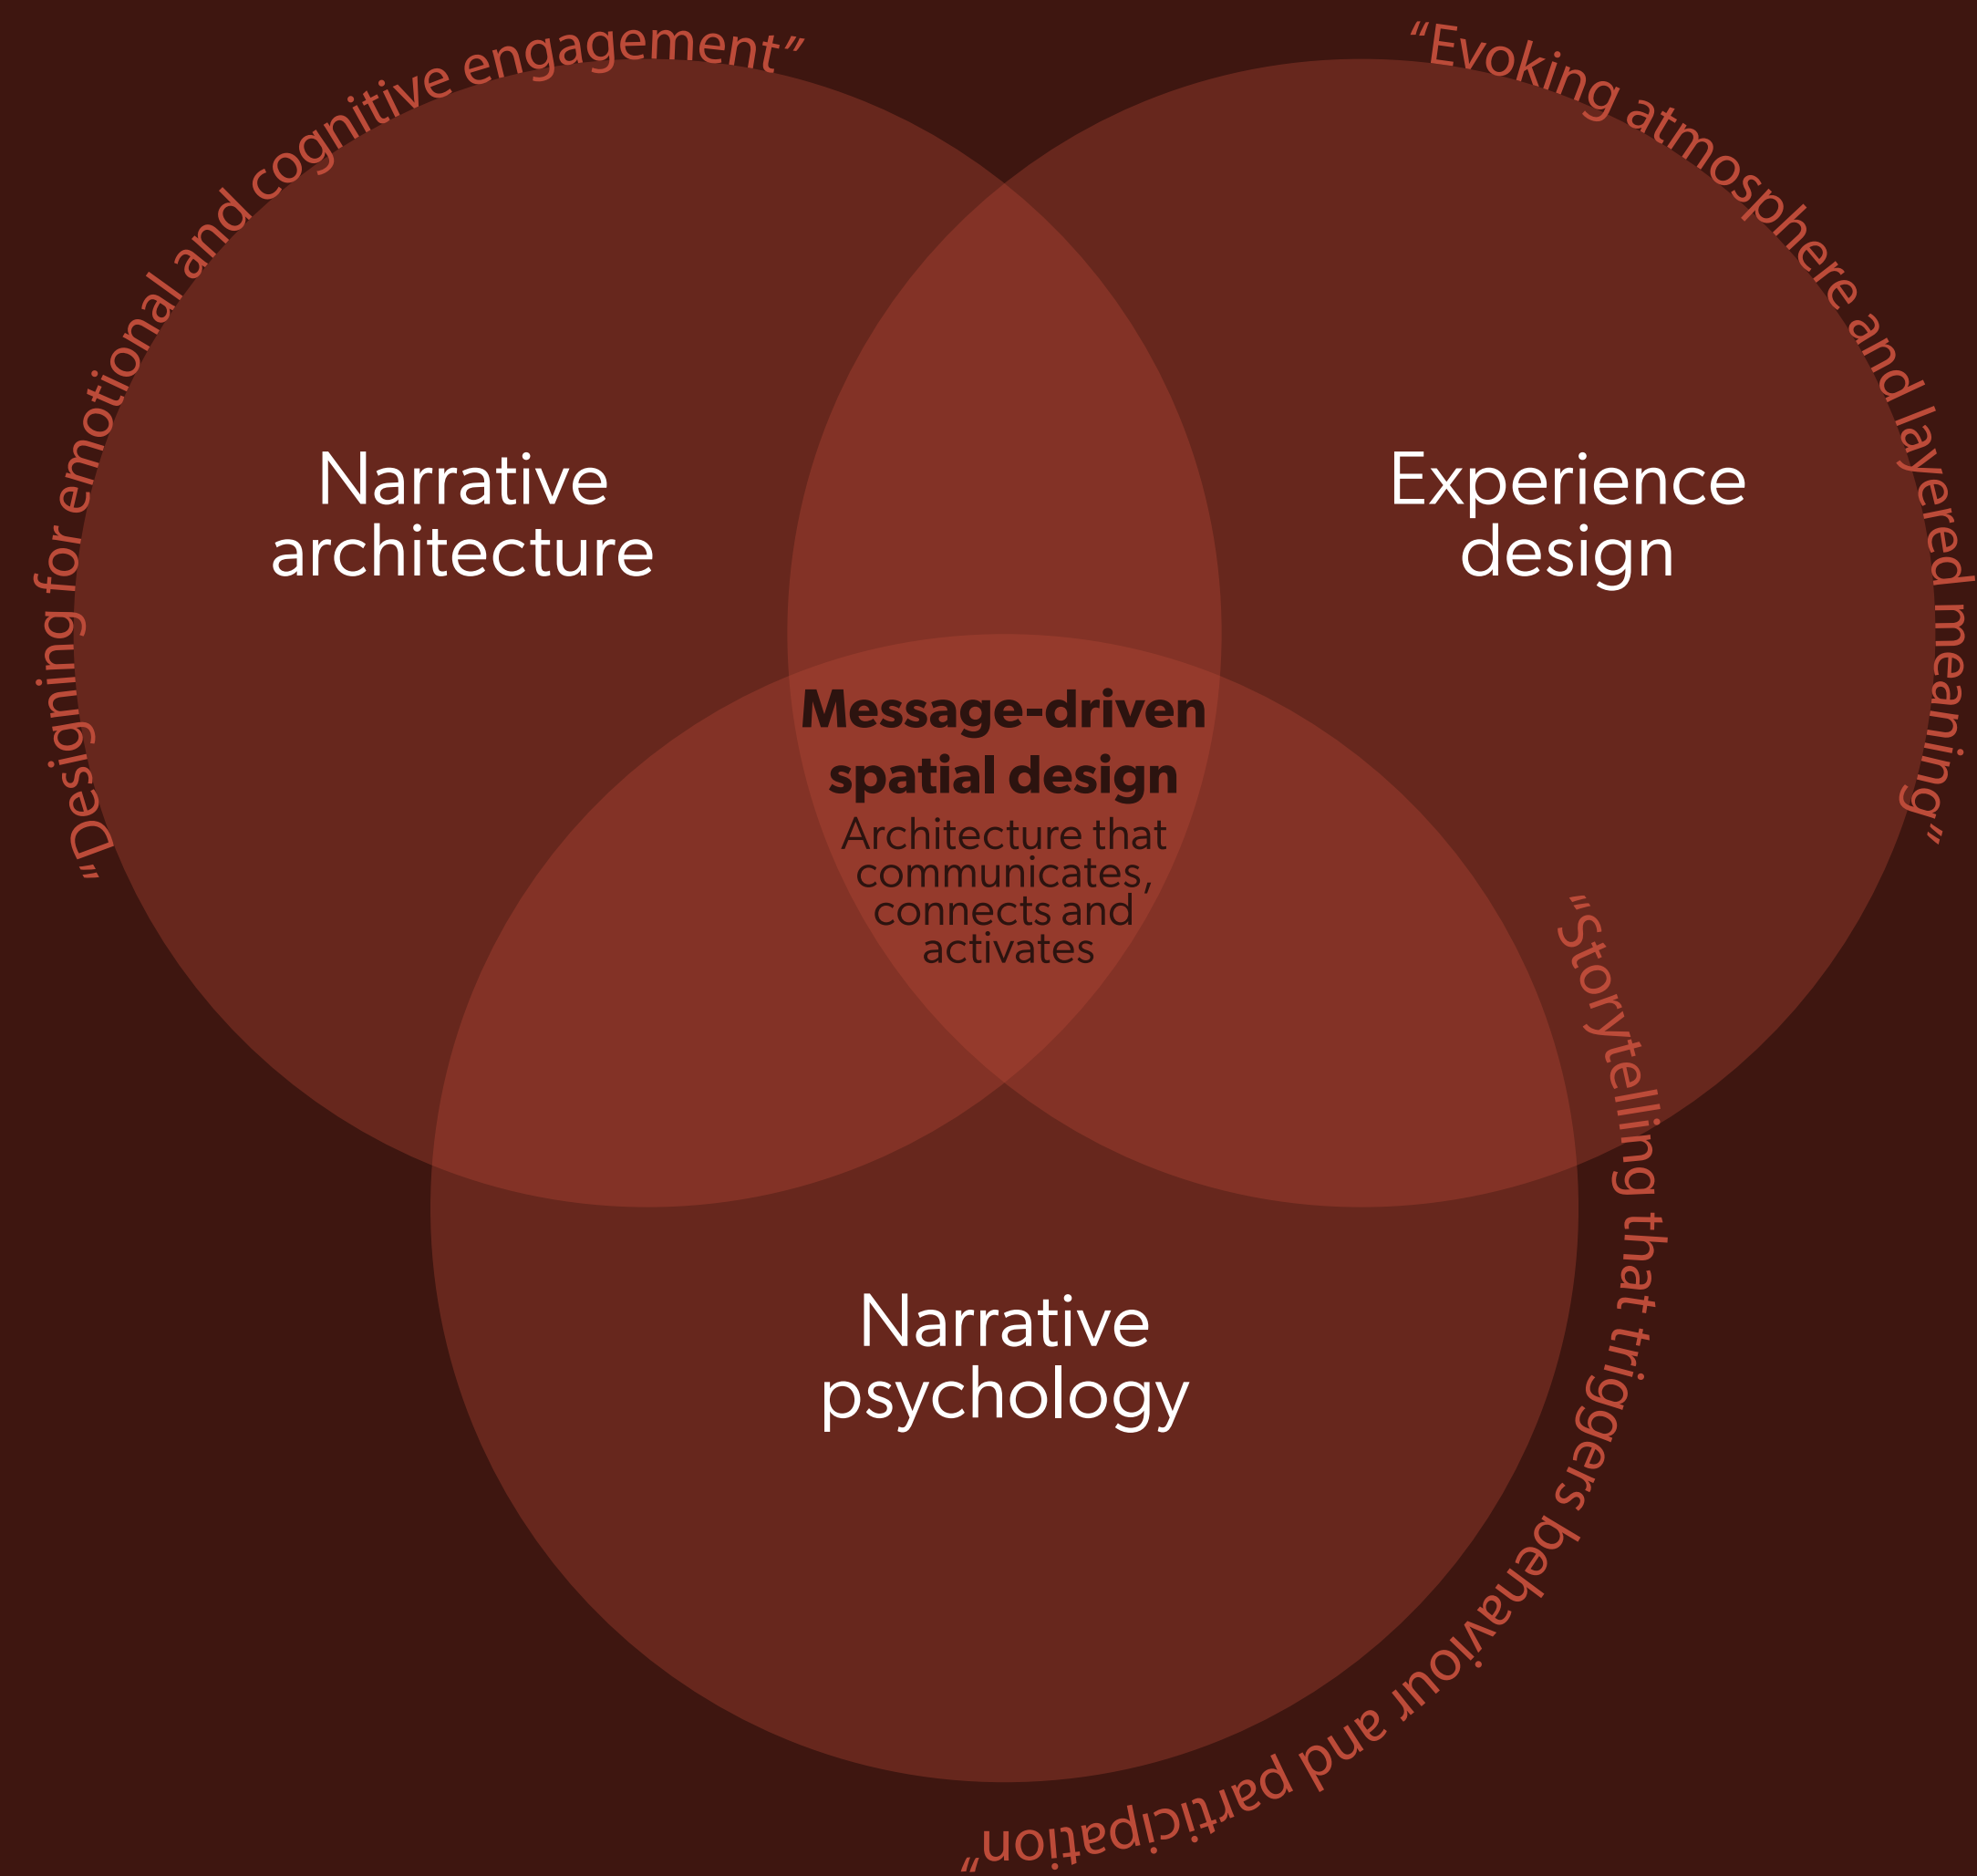 “Designing for emotional and cognitive engagement”
“Evoking atmosphere and layered meaning”
Narrative
architecture
Experience
design
Message-driven
spatial design
Architecture that
communicates,
connects and
activates
“Storytelling that triggers behaviour and participation”
Narrative
psychology